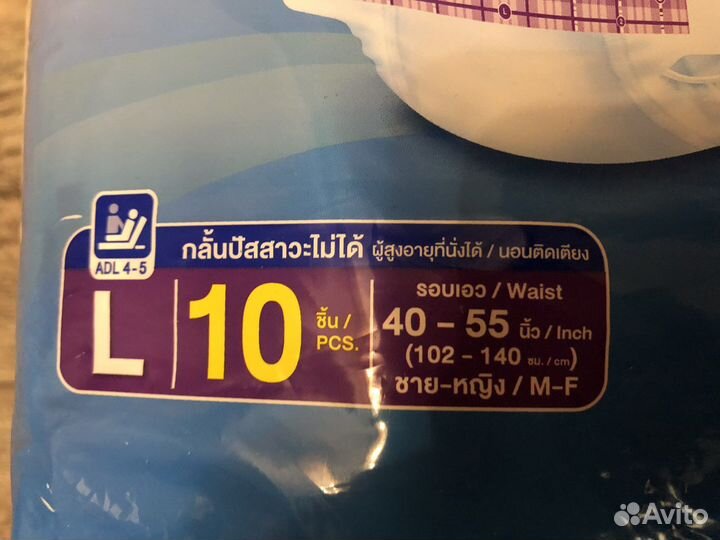 ADL 4-5
กลั้นปัสสาวะไม่ได้ ผู้สูงอายุที่นั่งได้ / นอนติดเตียง
L
10 ชิ้น / PCS.
รอบเอว / Waist
40 – 55 นิ้ว / Inch
(102 – 140 ซม. / cm)
ชาย-หญิง / M-F
Avito